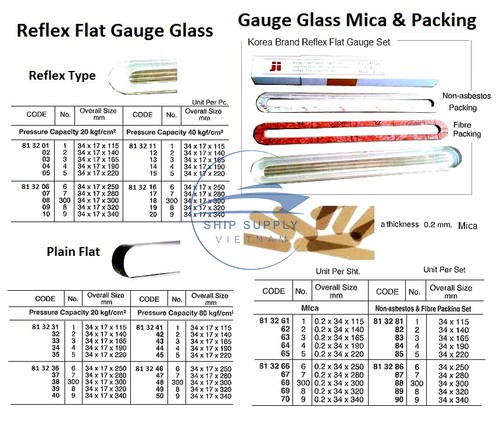 Reflex Flat Gauge Glass
Reflex Type
Unit Per Pc.
CODE No. Overall Size mm CODE No. Overall Size mm
Pressure Capacity 20 kgf/cm² Pressure Capacity 40 kgf/cm²
81 32 01 1 34 x 17 x 115 81 32 11 1 34 x 17 x 115
02 2 34 x 17 x 140 12 2 34 x 17 x 140
03 3 34 x 17 x 165 13 3 34 x 17 x 165
04 4 34 x 17 x 190 14 4 34 x 17 x 190
05 5 34 x 17 x 220 15 5 34 x 17 x 220
81 32 06 6 34 x 17 x 250 81 32 16 6 34 x 17 x 250
07 7 34 x 17 x 280 17 7 34 x 17 x 280
08 300 34 x 17 x 300 18 300 34 x 17 x 300
09 8 34 x 17 x 320 19 8 34 x 17 x 320
10 9 34 x 17 x 340 20 9 34 x 17 x 340
Plain Flat
CODE No. Overall Size mm CODE No. Overall Size mm
Pressure Capacity 20 kgf/cm² Pressure Capacity 80 kgf/cm²
81 32 31 1 34 x 17 x 115 81 32 41 1 34 x 17 x 115
32 2 34 x 17 x 140 42 2 34 x 17 x 140
33 3 34 x 17 x 165 43 3 34 x 17 x 165
34 4 34 x 17 x 190 44 4 34 x 17 x 190
35 5 34 x 17 x 220 45 5 34 x 17 x 220
81 32 36 6 34 x 17 x 250 81 32 46 6 34 x 17 x 250
37 7 34 x 17 x 280 47 7 34 x 17 x 280
38 300 34 x 17 x 300 48 300 34 x 17 x 300
39 8 34 x 17 x 320 49 8 34 x 17 x 320
40 9 34 x 17 x 340 50 9 34 x 17 x 340
Gauge Glass Mica & Packing
Korea Brand Reflex Flat Gauge Set
ji
Non-asbestos
Packing
Fibre
Packing
SHIP SUPPLY
VIETNAM
a thickness 0.2 mm. Mica
Unit Per Sht. Unit Per Set
CODE No. Overall Size mm CODE No. Overall Size mm
Mica Non-asbestos & Fibre Packing Set
81 32 61 1 0.2 x 34 x 115 81 32 81 1 34 x 115
62 2 0.2 x 34 x 140 82 2 34 x 140
63 3 0.2 x 34 x 165 83 3 34 x 165
64 4 0.2 x 34 x 190 84 4 34 x 190
65 5 0.2 x 34 x 220 85 5 34 x 220
81 32 66 6 0.2 x 34 x 250 81 32 86 6 34 x 250
67 7 0.2 x 34 x 280 87 7 34 x 280
68 300 0.2 x 34 x 300 88 300 34 x 300
69 8 0.2 x 34 x 320 89 8 34 x 320
70 9 0.2 x 34 x 340 90 9 34 x 340